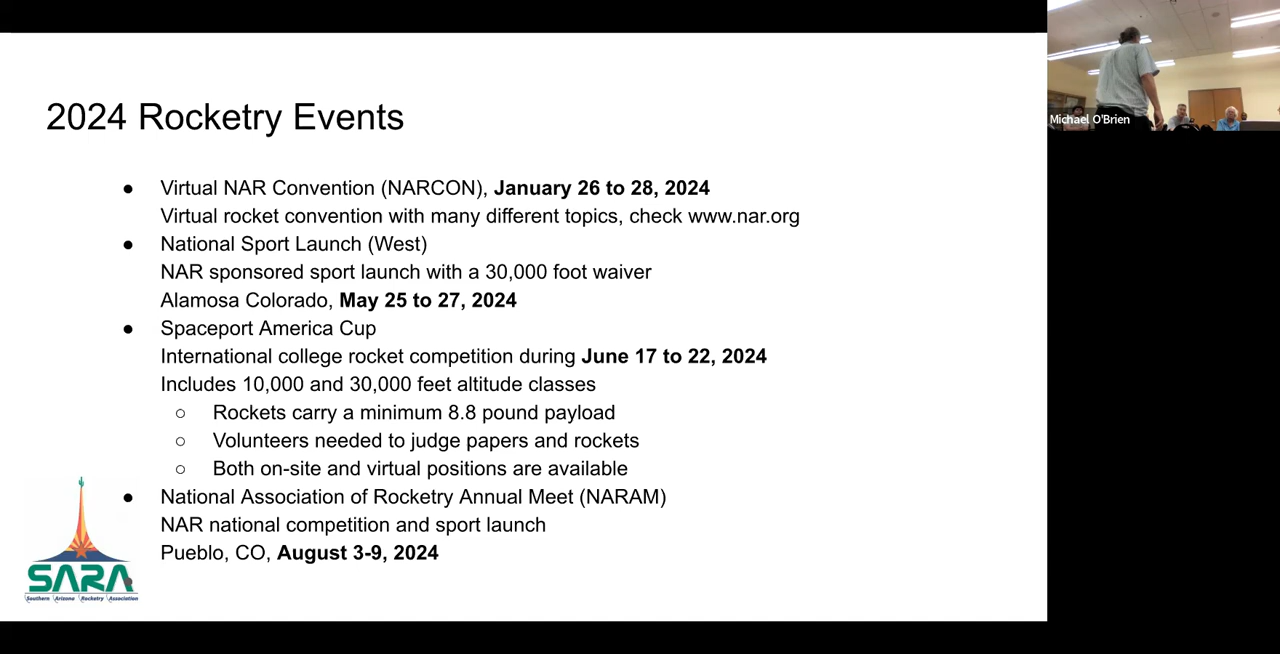 2024 Rocketry Events
● Virtual NAR Convention (NARCON), January 26 to 28, 2024
Virtual rocket convention with many different topics, check www.nar.org
● National Sport Launch (West)
NAR sponsored sport launch with a 30,000 foot waiver
Alamosa Colorado, May 25 to 27, 2024
● Spaceport America Cup
International college rocket competition during June 17 to 22, 2024
Includes 10,000 and 30,000 feet altitude classes
○ Rockets carry a minimum 8.8 pound payload
○ Volunteers needed to judge papers and rockets
○ Both on-site and virtual positions are available
● National Association of Rocketry Annual Meet (NARAM)
NAR national competition and sport launch
Pueblo, CO, August 3-9, 2024
SARA
Southern Arizona Rocketry Association
Michael O'Brien